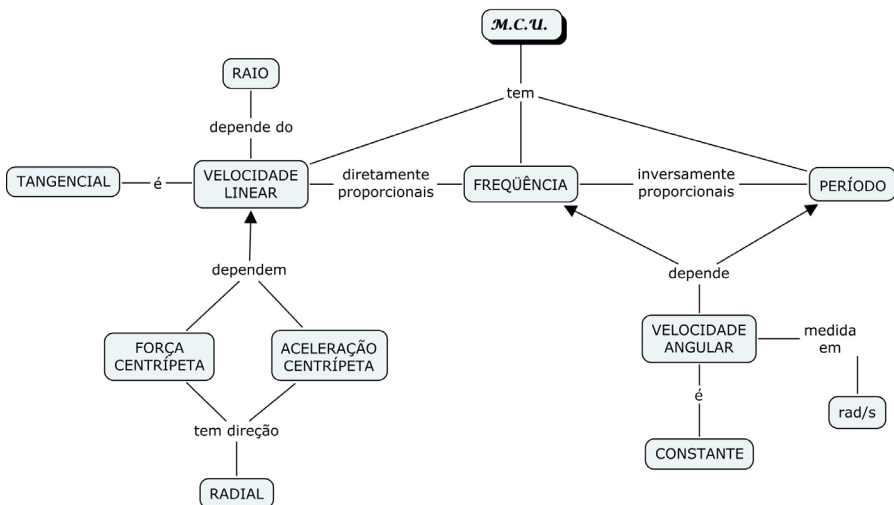 M.C.U.
RAIO
tem
depende do
TANGENCIAL
é
VELOCIDADE
LINEAR
diretamente
proporcionais
FREQÜÊNCIA
inversamente
proporcionais
PERÍODO
dependem
depende
FORÇA
CENTRÍPETA
ACELERAÇÃO
CENTRÍPETA
VELOCIDADE
ANGULAR
medida
em
é
rad/s
tem direção
CONSTANTE
RADIAL